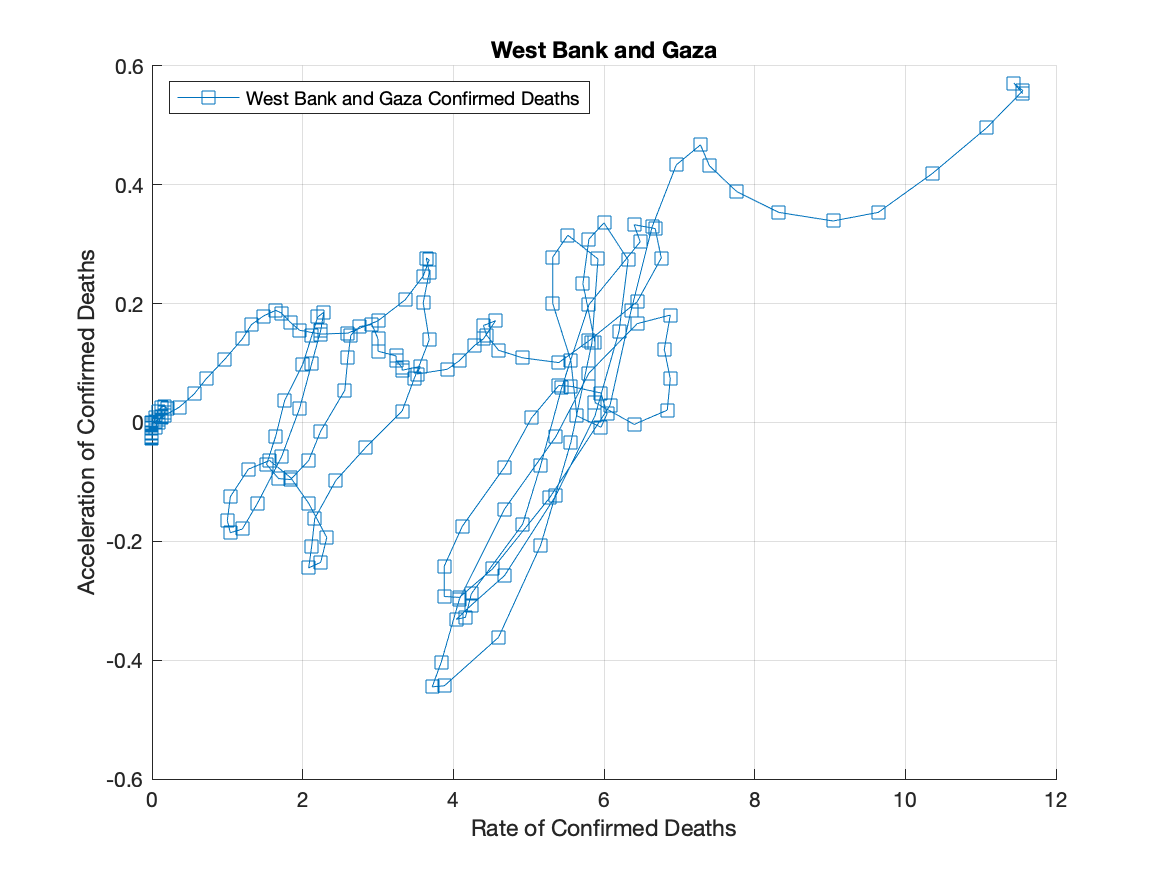 West Bank and Gaza
West Bank and Gaza Confirmed Deaths
0.6
0.4
0.2
0
-0.2
-0.4
-0.6
Acceleration of Confirmed Deaths
0 2 4 6 8 10 12
Rate of Confirmed Deaths